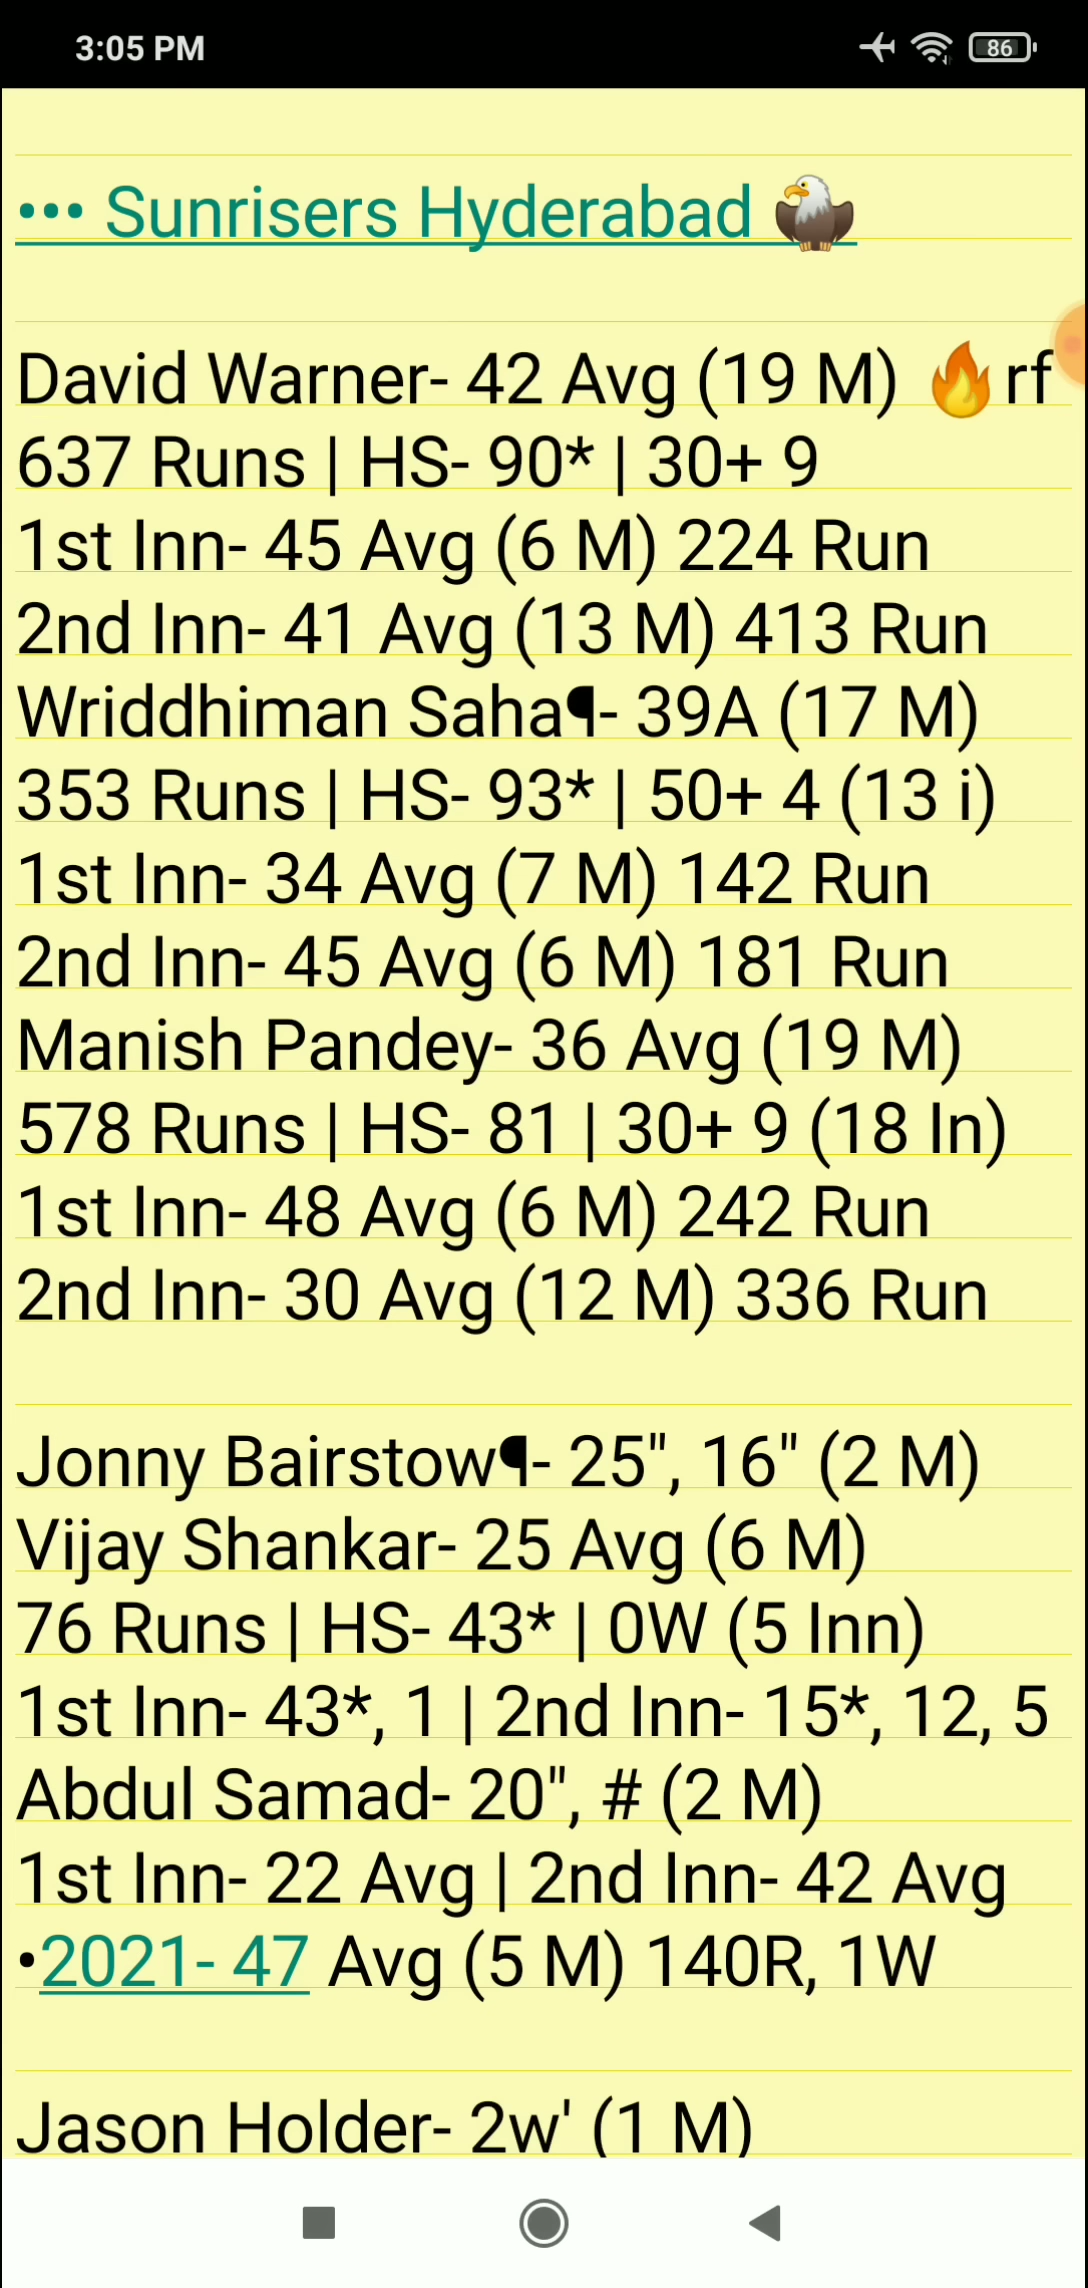 3:05 PM
86
••• Sunrisers Hyderabad 🦅
David Warner- 42 Avg (19 M) 🔥rf
637 Runs | HS- 90* | 30+ 9
1st Inn- 45 Avg (6 M) 224 Run
2nd Inn- 41 Avg (13 M) 413 Run
Wriddhiman Saha¶- 39A (17 M)
353 Runs | HS- 93* | 50+ 4 (13 i)
1st Inn- 34 Avg (7 M) 142 Run
2nd Inn- 45 Avg (6 M) 181 Run
Manish Pandey- 36 Avg (19 M)
578 Runs | HS- 81 | 30+ 9 (18 In)
1st Inn- 48 Avg (6 M) 242 Run
2nd Inn- 30 Avg (12 M) 336 Run
Jonny Bairstow¶- 25", 16" (2 M)
Vijay Shankar- 25 Avg (6 M)
76 Runs | HS- 43* | 0W (5 Inn)
1st Inn- 43*, 1 | 2nd Inn- 15*, 12, 5
Abdul Samad- 20", # (2 M)
1st Inn- 22 Avg | 2nd Inn- 42 Avg
•2021- 47 Avg (5 M) 140R, 1W
Jason Holder- 2w' (1 M)